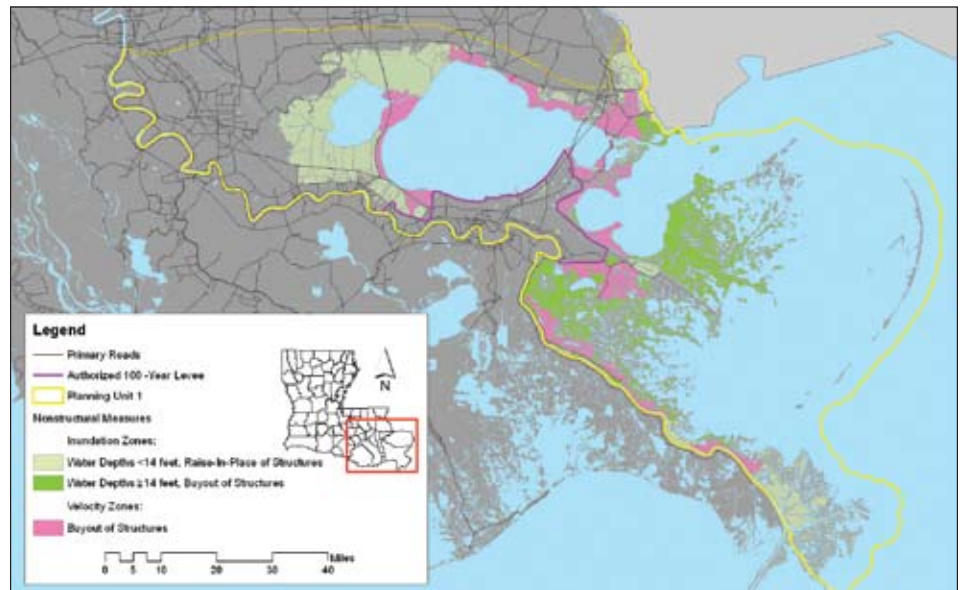 Legend
Primary Roads
Authorized 100 -Year Levee
Planning Unit 1
Nonstructural Measures
Inundation Zones:
Water Depths <14 feet, Raise-In-Place of Structures
Water Depths ≥ 14 feet, Buyout of Structures
Velocity Zones:
Buyout of Structures
N
Miles
0 5 10 20 30 40